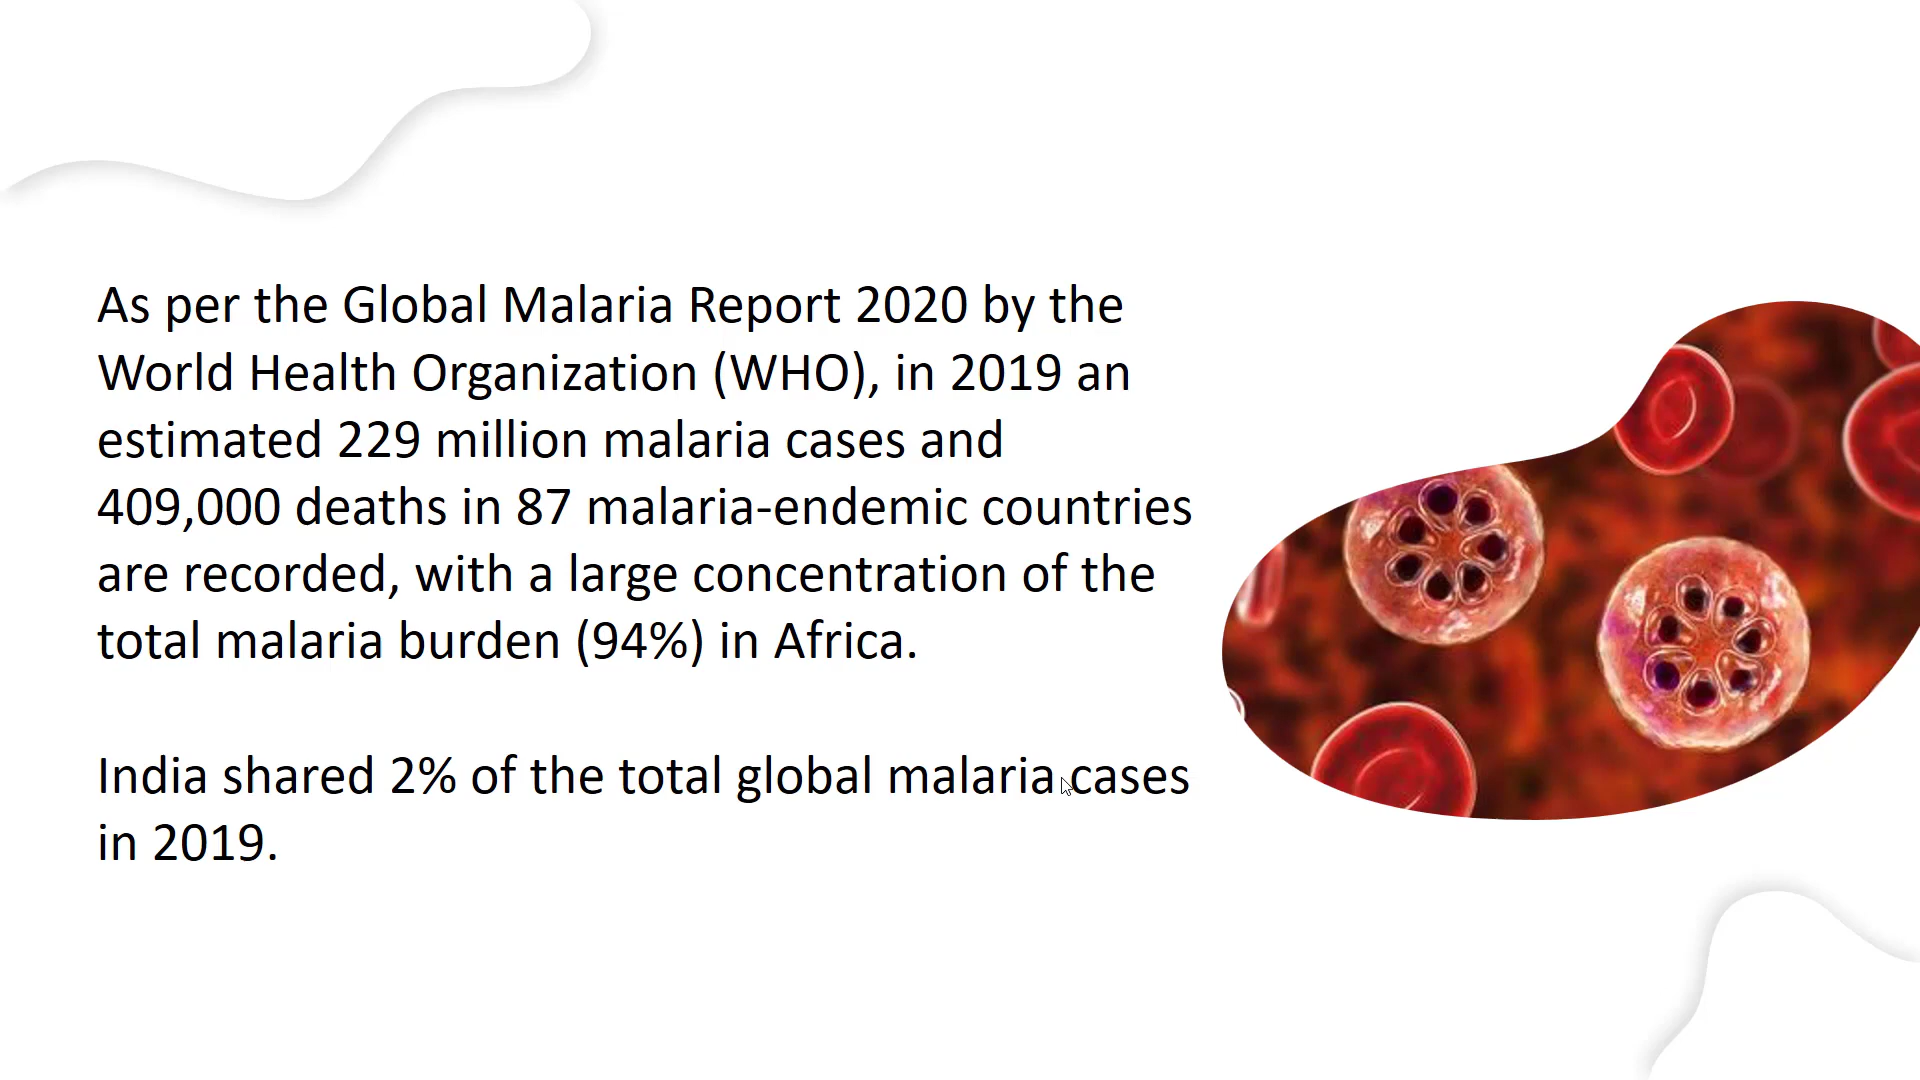 As per the Global Malaria Report 2020 by the
World Health Organization (WHO), in 2019 an
estimated 229 million malaria cases and
409,000 deaths in 87 malaria-endemic countries
are recorded, with a large concentration of the
total malaria burden (94%) in Africa.
India shared 2% of the total global malaria cases
in 2019.